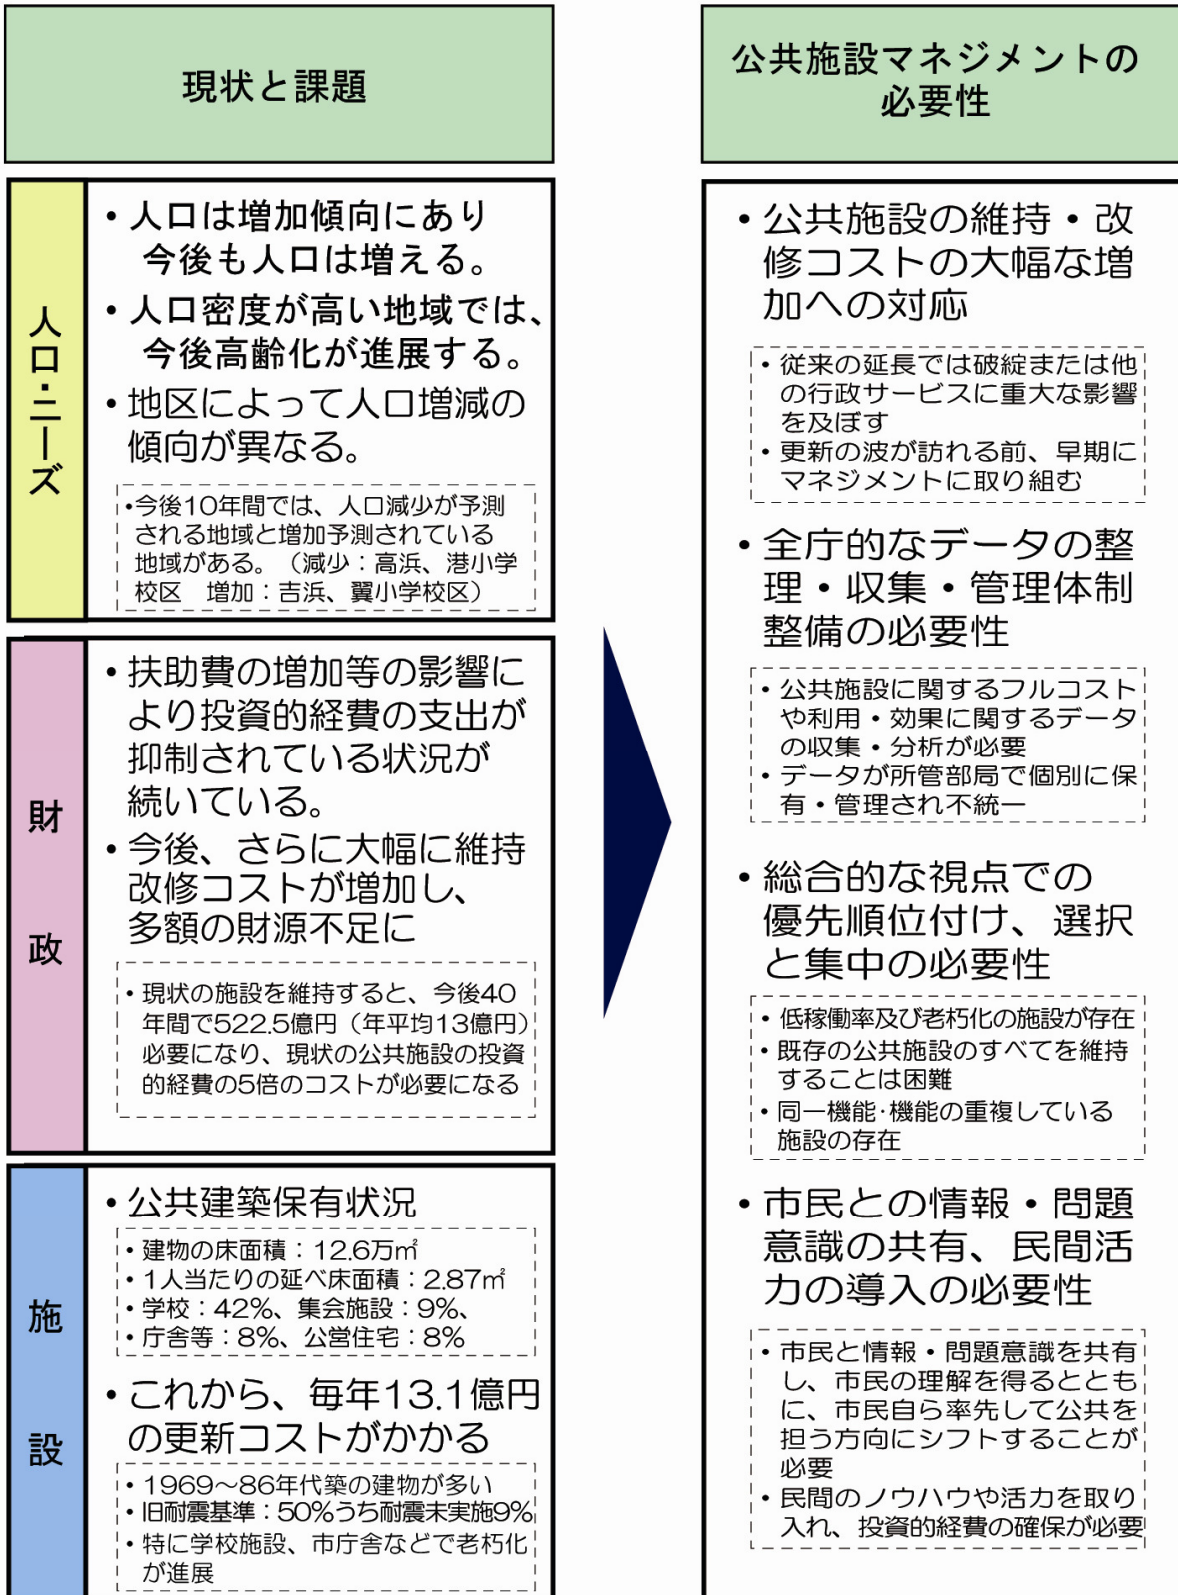 現状と課題
人口・ニーズ
・人口は増加傾向にあり
今後も人口は増える。
・人口密度が高い地域では、
今後高齢化が進展する。
・地区によって人口増減の
傾向が異なる。
・今後10年間では、人口減少が予測
される地域と増加予測されている
地域がある。（減少：高浜、港小学
校区　増加：吉浜、翼小学校区）
財政
・扶助費の増加等の影響に
より投資的経費の支出が
抑制されている状況が
続いている。
・今後、さらに大幅に維持
改修コストが増加し、
多額の財源不足に
・現状の施設を維持すると、今後40
年間で522.5億円（年平均13億円）
必要になり、現状の公共施設の投資
的経費の5倍のコストが必要になる
施設
・公共建築保有状況
・建物の床面積：12.6万㎡
・1人当たりの延べ床面積：2.87㎡
・学校：42%、集会施設：9%、
・庁舎等：8%、公営住宅：8%
・これから、毎年13.1億円
の更新コストがかかる
・1969～86年代築の建物が多い
・旧耐震基準：50%うち耐震未実施9%
・特に学校施設、市庁舎などで老朽化
が進展
公共施設マネジメントの
必要性
・公共施設の維持・改
修コストの大幅な増
加への対応
・従来の延長では破綻または他
の行政サービスに重大な影響
を及ぼす
・更新の波が訪れる前、早期に
マネジメントに取り組む
・全庁的なデータの整
理・収集・管理体制
整備の必要性
・公共施設に関するフルコスト
や利用・効果に関するデータ
の収集・分析が必要
・データが所管部局で個別に保
有・管理され不統一
・総合的な視点での
優先順位付け、選択
と集中の必要性
・低稼働率及び老朽化の施設が存在
・既存の公共施設のすべてを維持
することは困難
・同一機能・機能の重複している
施設の存在
・市民との情報・問題
意識の共有、民間活
力の導入の必要性
・市民と情報・問題意識を共有
し、市民の理解を得るととも
に、市民自ら率先して公共を
担う方向にシフトすることが
必要
・民間のノウハウや活力を取り
入れ、投資的経費の確保が必要